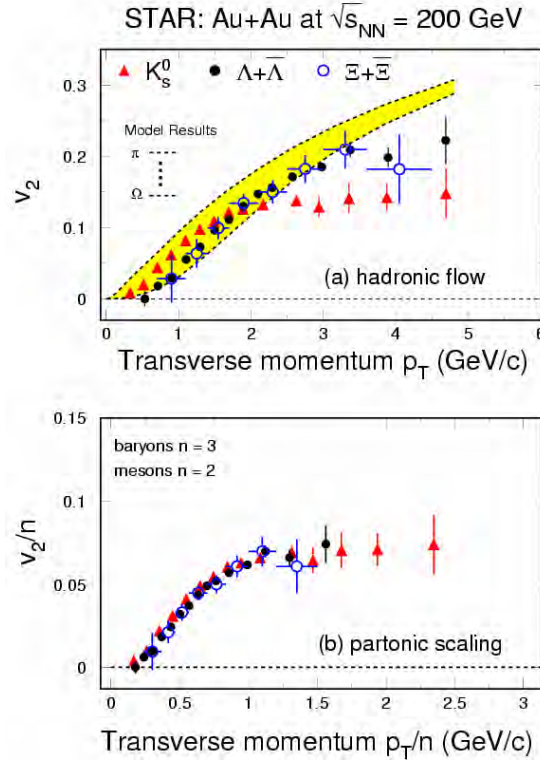 STAR: Au+Au at √s_NN = 200 GeV
K⁰_S Λ+Λ̅ Ξ+Ξ̅
0.3
Model Results
π
Ω
0.2
v₂
0.1
(a) hadronic flow
0
0 1 2 3 4 5 6
Transverse momentum p_T (GeV/c)
0.15
baryons n = 3
mesons n = 2
0.1
v₂/n
0.05
(b) partonic scaling
0
0 0.5 1 1.5 2 2.5 3
Transverse momentum p_T/n (GeV/c)